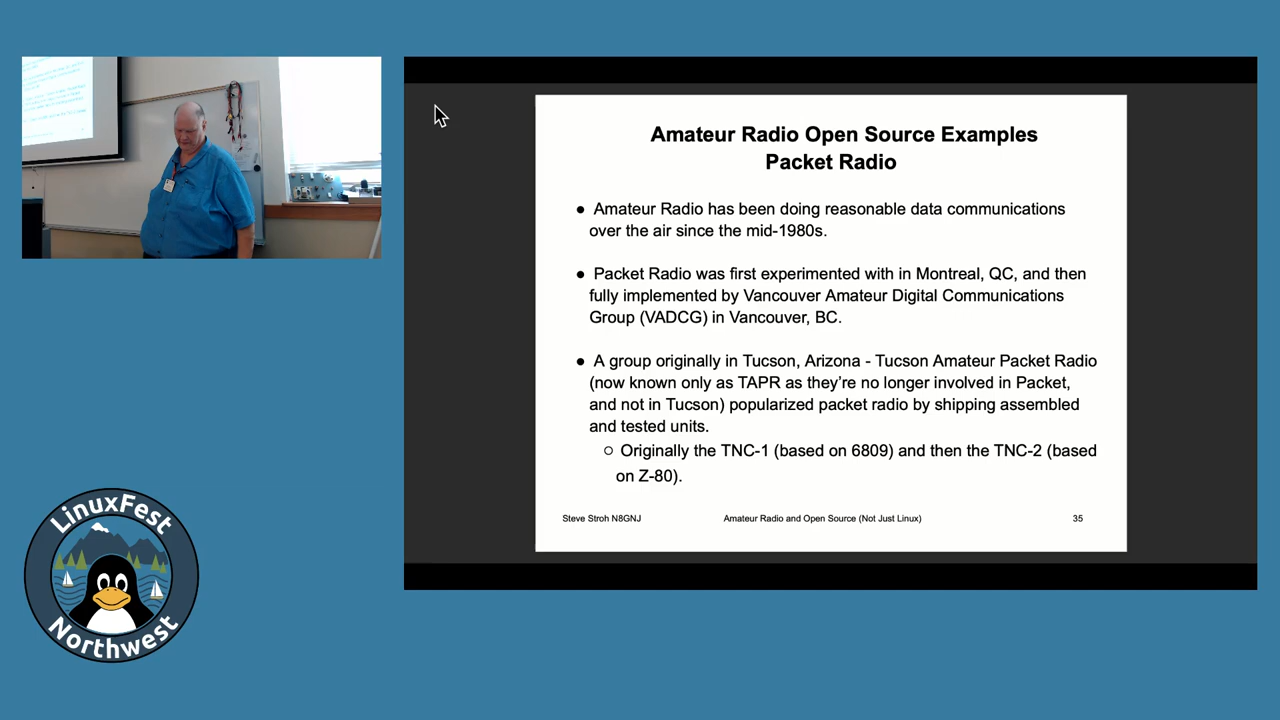 Amateur Radio Open Source Examples
Packet Radio
● Amateur Radio has been doing reasonable data communications
over the air since the mid-1980s.
● Packet Radio was first experimented with in Montreal, QC, and then
fully implemented by Vancouver Amateur Digital Communications
Group (VADCG) in Vancouver, BC.
● A group originally in Tucson, Arizona - Tucson Amateur Packet Radio
(now known only as TAPR as they’re no longer involved in Packet,
and not in Tucson) popularized packet radio by shipping assembled
and tested units.
○ Originally the TNC-1 (based on 6809) and then the TNC-2 (based
on Z-80).
Steve Stroh N8GNJ
Amateur Radio and Open Source (Not Just Linux)
35
LinuxFest
Northwest